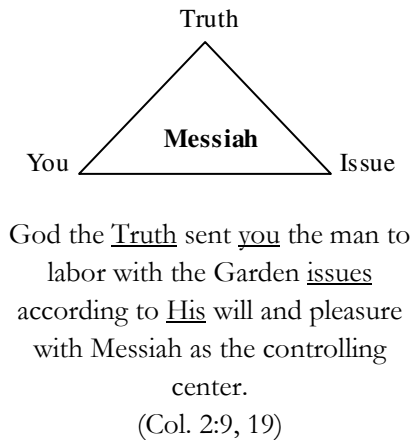 Truth
Messiah
You Issue
God the Truth sent you the man to
labor with the Garden issues
according to His will and pleasure
with Messiah as the controlling
center.
(Col. 2:9, 19)